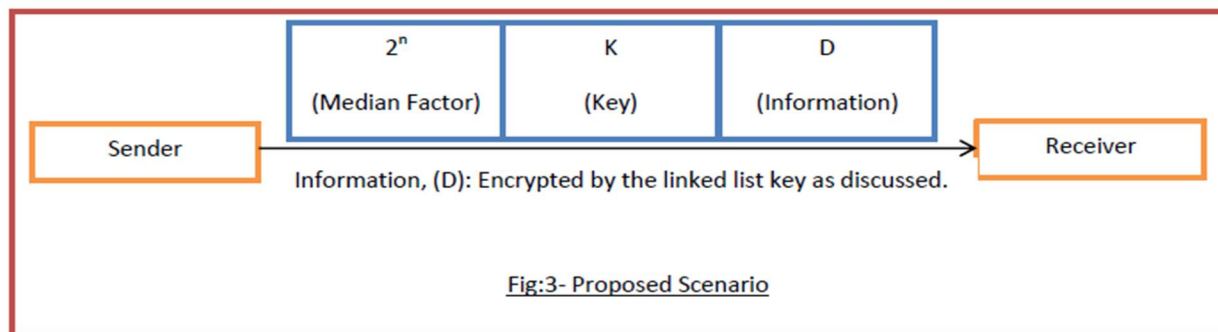 2ⁿ K D
(Median Factor) (Key) (Information)
Sender Receiver
Information, (D): Encrypted by the linked list key as discussed.
Fig:3- Proposed Scenario